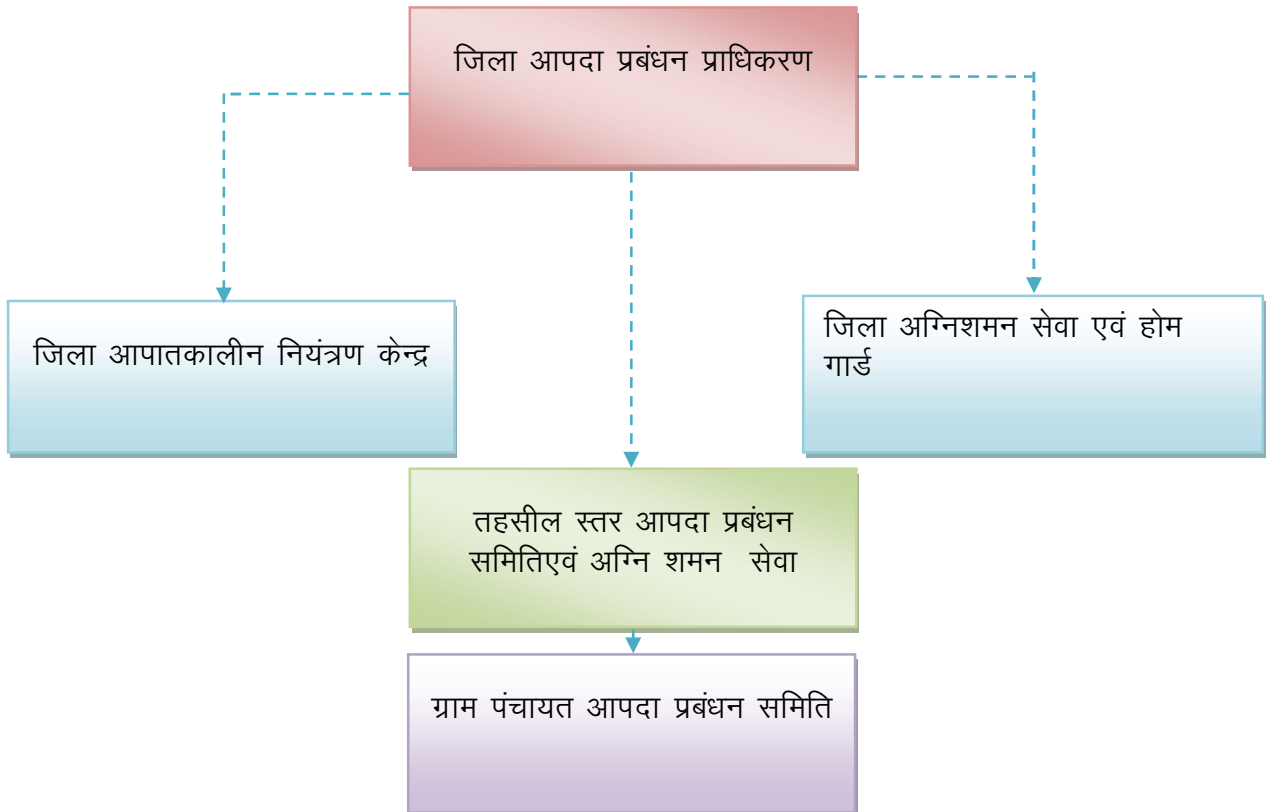 जिला आपदा प्रबंधन प्राधिकरण
जिला आपातकालीन नियंत्रण केन्द्र
जिला अग्निशमन सेवा एवं होम
गार्ड
तहसील स्तर आपदा प्रबंधन
समितिएवं अग्नि शमन सेवा
ग्राम पंचायत आपदा प्रबंधन समिति